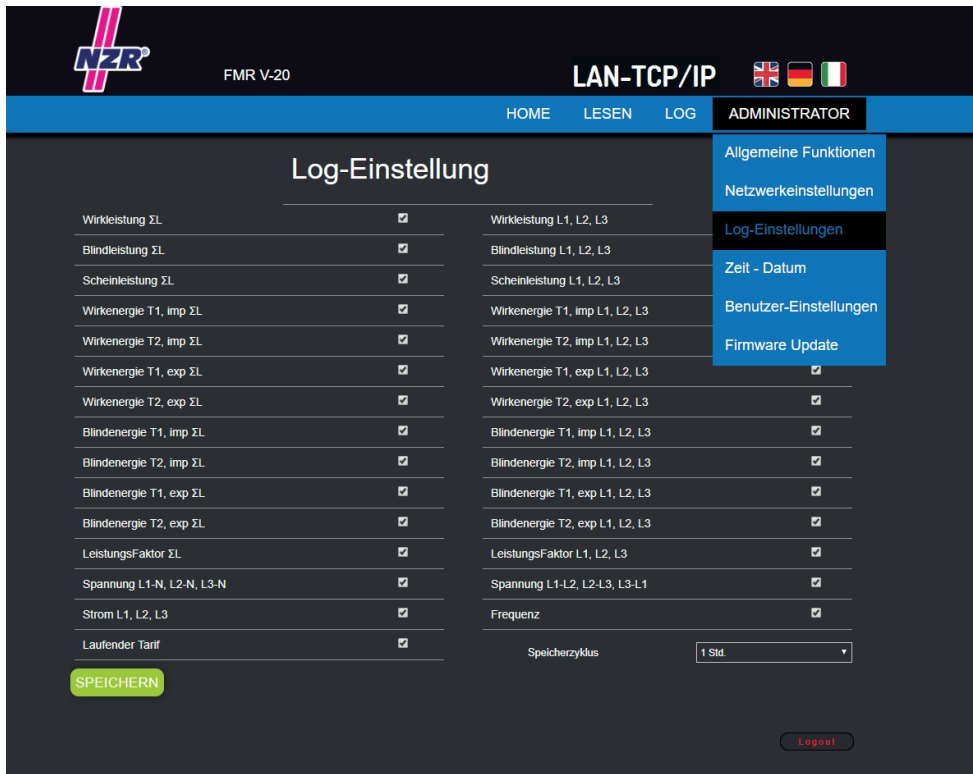 NZR®
FMR V-20
LAN-TCP/IP
HOME LESEN LOG ADMINISTRATOR
Allgemeine Funktionen
Netzwerkeinstellungen
Log-Einstellungen
Zeit - Datum
Benutzer-Einstellungen
Firmware Update
Log-Einstellung
Wirkleistung ΣL Wirkleistung L1, L2, L3
Blindleistung ΣL Blindleistung L1, L2, L3
Scheinleistung ΣL Scheinleistung L1, L2, L3
Wirkenergie T1, imp ΣL Wirkenergie T1, imp L1, L2, L3
Wirkenergie T2, imp ΣL Wirkenergie T2, imp L1, L2, L3
Wirkenergie T1, exp ΣL Wirkenergie T1, exp L1, L2, L3
Wirkenergie T2, exp ΣL Wirkenergie T2, exp L1, L2, L3
Blindenergie T1, imp ΣL Blindenergie T1, imp L1, L2, L3
Blindenergie T2, imp ΣL Blindenergie T2, imp L1, L2, L3
Blindenergie T1, exp ΣL Blindenergie T1, exp L1, L2, L3
Blindenergie T2, exp ΣL Blindenergie T2, exp L1, L2, L3
LeistungsFaktor ΣL LeistungsFaktor L1, L2, L3
Spannung L1-N, L2-N, L3-N Spannung L1-L2, L2-L3, L3-L1
Strom L1, L2, L3 Frequenz
Laufender Tarif Speicherzyklus 1 Std.
SPEICHERN
Logout